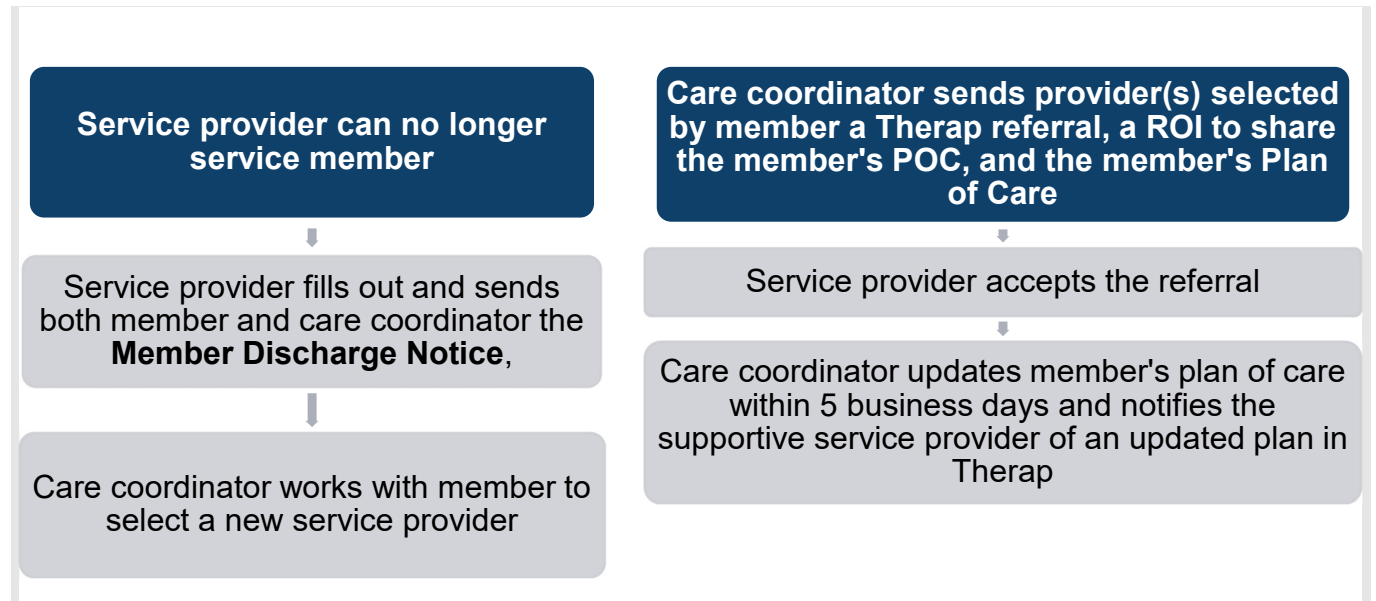 Service provider can no longer
service member
Service provider fills out and sends
both member and care coordinator the
Member Discharge Notice,
Care coordinator works with member to
select a new service provider
Care coordinator sends provider(s) selected
by member a Therap referral, a ROI to share
the member's POC, and the member's Plan
of Care
Service provider accepts the referral
Care coordinator updates member's plan of care
within 5 business days and notifies the
supportive service provider of an updated plan in
Therap